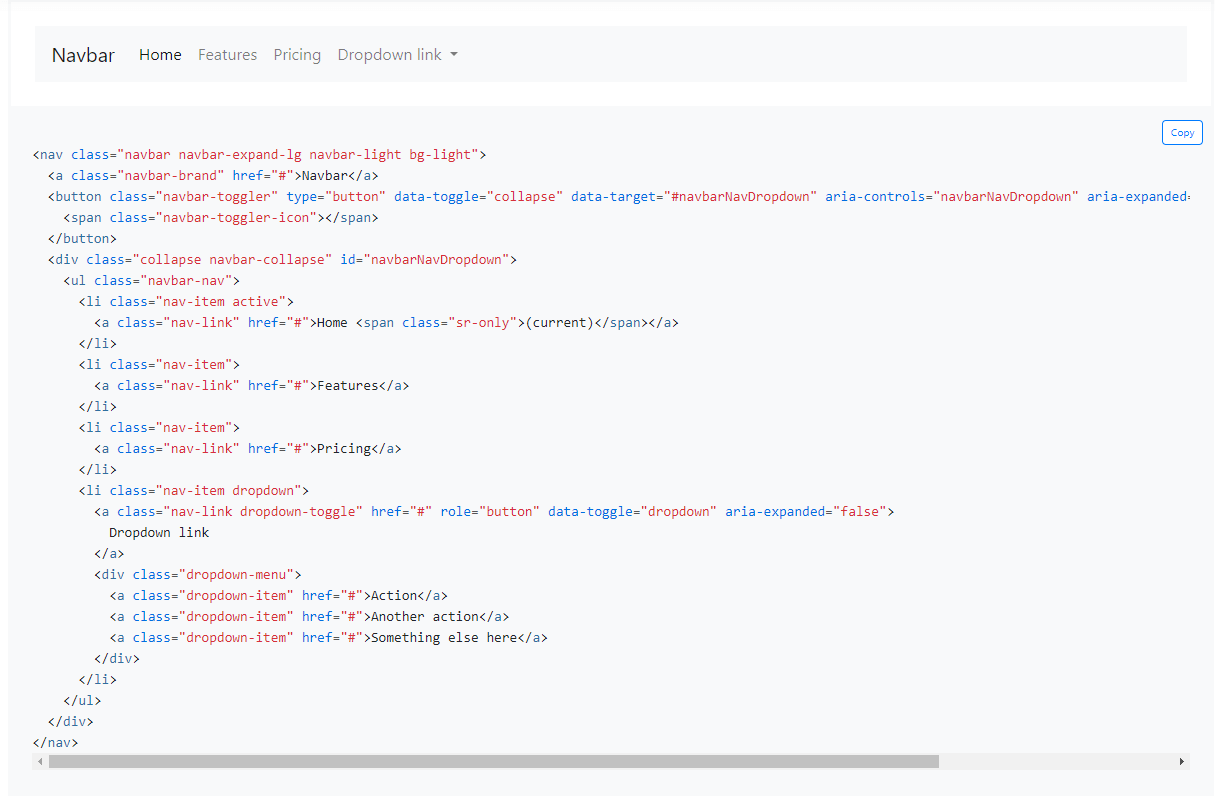 Navbar Home Features Pricing Dropdown link
Copy
<nav class="navbar navbar-expand-lg navbar-light bg-light">
  <a class="navbar-brand" href="#">Navbar</a>
  <button class="navbar-toggler" type="button" data-toggle="collapse" data-target="#navbarNavDropdown" aria-controls="navbarNavDropdown" aria-expanded=
    <span class="navbar-toggler-icon"></span>
  </button>
  <div class="collapse navbar-collapse" id="navbarNavDropdown">
    <ul class="navbar-nav">
      <li class="nav-item active">
        <a class="nav-link" href="#">Home <span class="sr-only">(current)</span></a>
      </li>
      <li class="nav-item">
        <a class="nav-link" href="#">Features</a>
      </li>
      <li class="nav-item">
        <a class="nav-link" href="#">Pricing</a>
      </li>
      <li class="nav-item dropdown">
        <a class="nav-link dropdown-toggle" href="#" role="button" data-toggle="dropdown" aria-expanded="false">
          Dropdown link
        </a>
        <div class="dropdown-menu">
          <a class="dropdown-item" href="#">Action</a>
          <a class="dropdown-item" href="#">Another action</a>
          <a class="dropdown-item" href="#">Something else here</a>
        </div>
      </li>
    </ul>
  </div>
</nav>